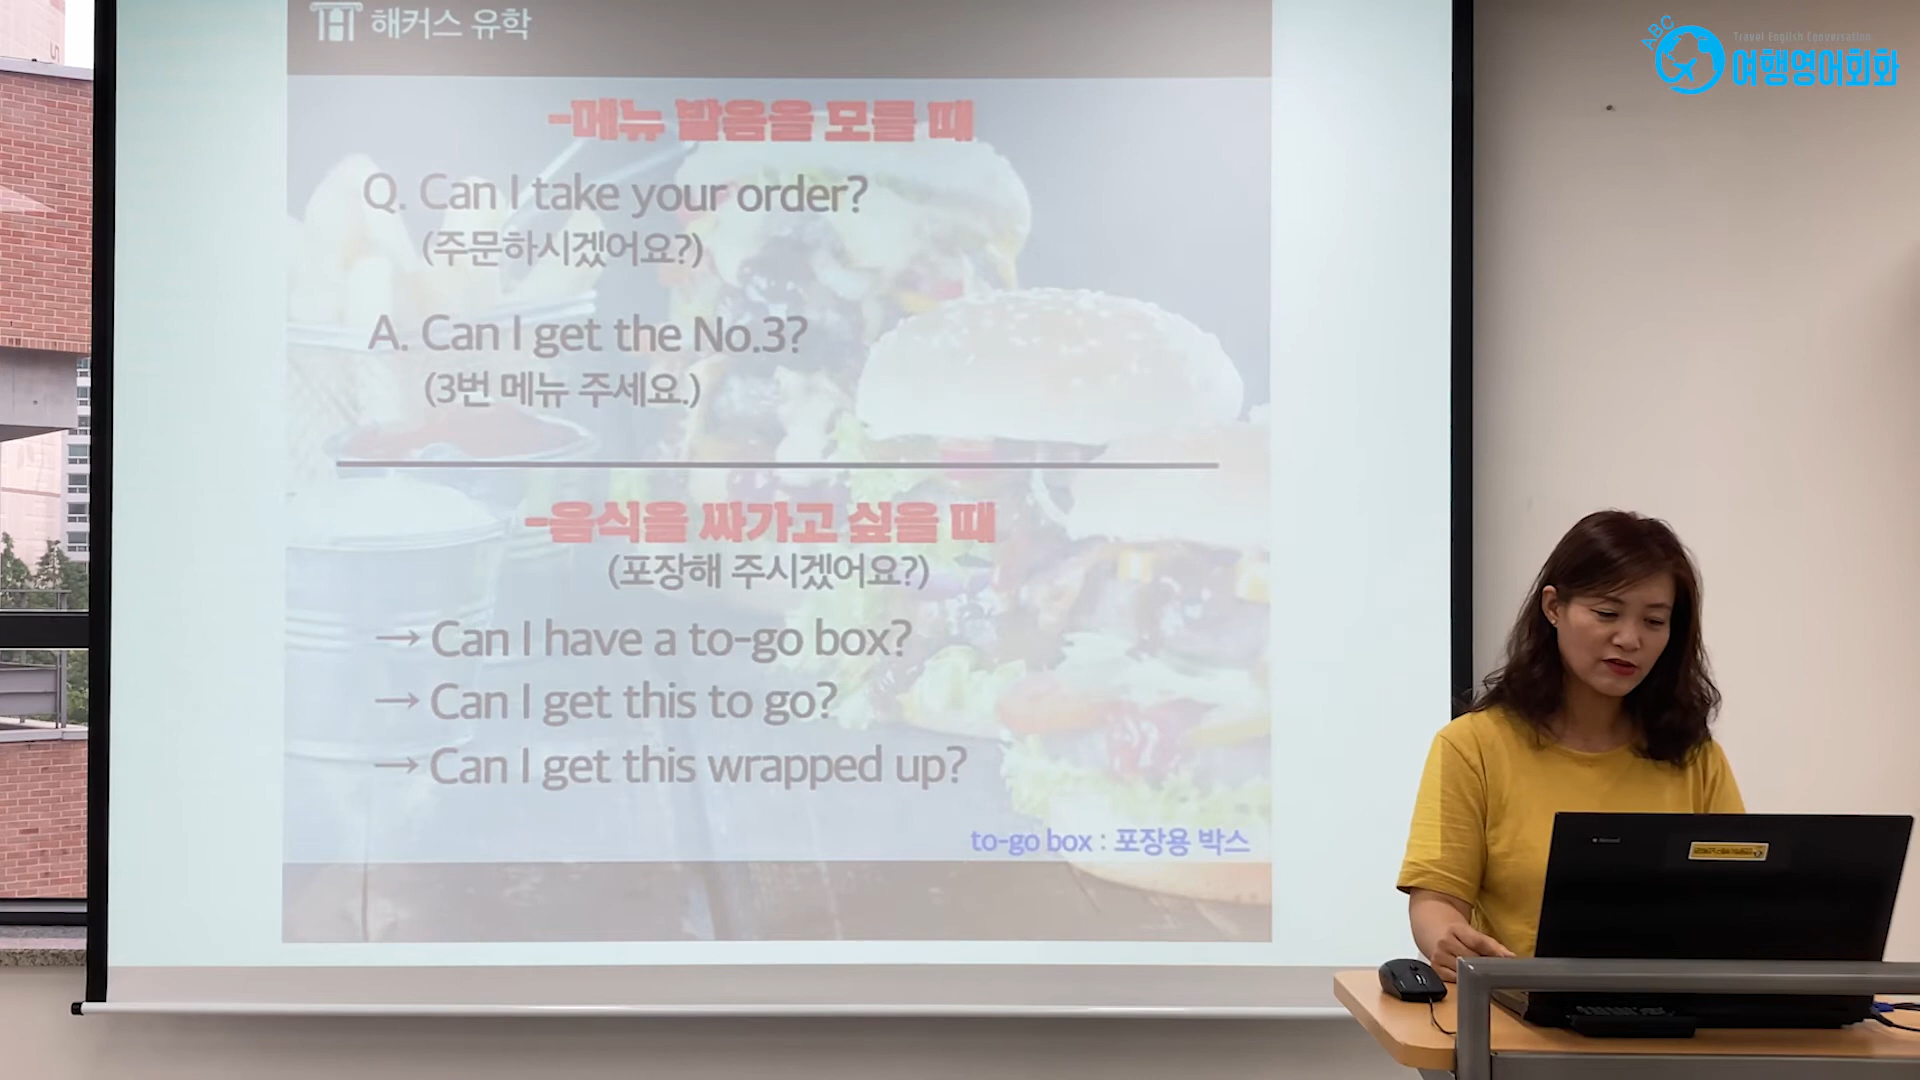 해커스 유학
ABC
Travel English Conversation
여행영어회화
-메뉴 발음을 모를 때
Q. Can I take your order?
(주문하시겠어요?)
A. Can I get the No.3?
(3번 메뉴 주세요.)
-음식을 싸가고 싶을 때
(포장해 주시겠어요?)
→ Can I have a to-go box?
→ Can I get this to go?
→ Can I get this wrapped up?
to-go box : 포장용 박스